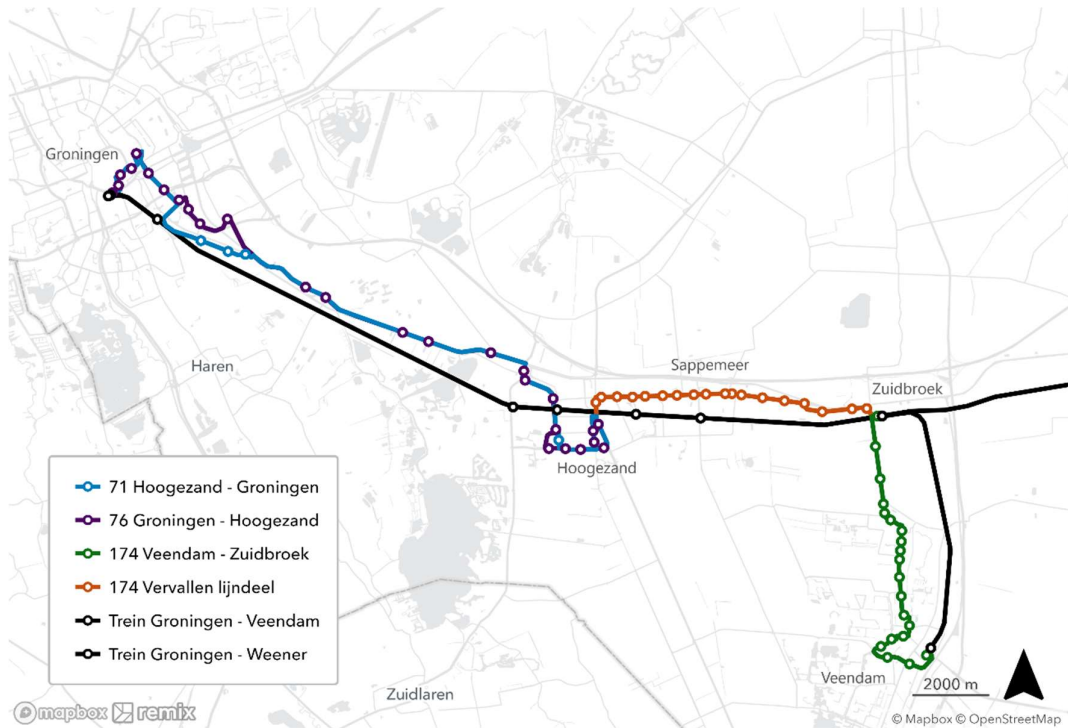 Groningen
Haren
Sappemeer
Zuidbroek
Hoogezand
71 Hoogezand - Groningen
76 Groningen - Hoogezand
174 Veendam - Zuidbroek
174 Vervallen lijndeel
Trein Groningen - Veendam
Trein Groningen - Weener
Veendam
2000 m
Zuidlaren
mapbox remix
© Mapbox © OpenStreetMap